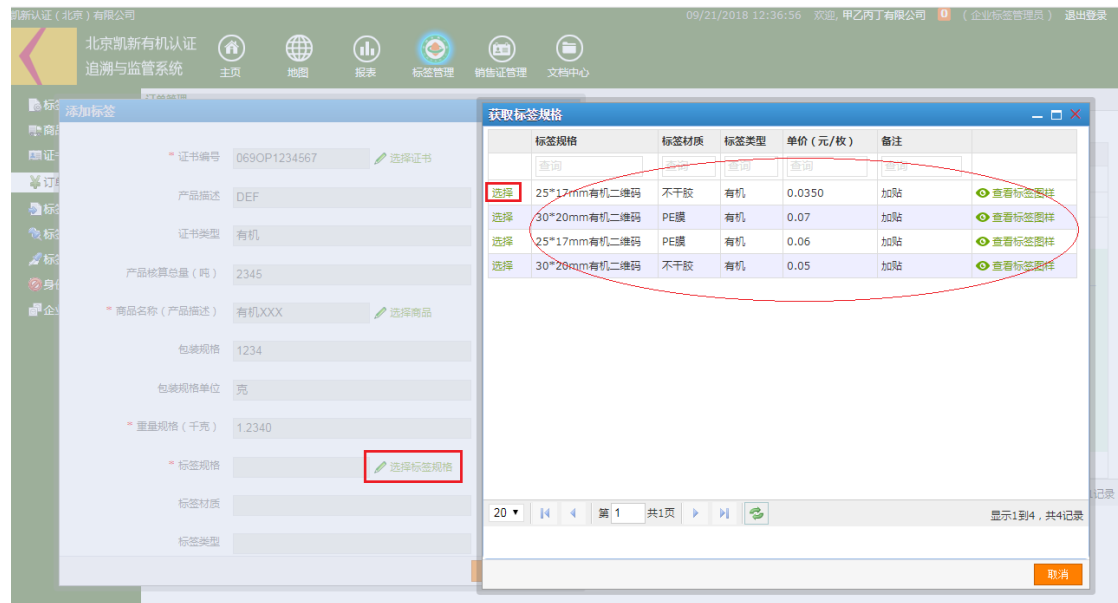 凯新认证（北京）有限公司 09/21/2018 12:36:56 欢迎, 甲乙丙丁有限公司 0 （企业标签管理员） 退出登录
北京凯新有机认证
追溯与监管系统
主页 地图 报表 标签管理 销售证管理 文档中心
订单管理
添加标签
* 证书编号 069OP1234567 选择证书
产品描述 DEF
证书类型 有机
产品核算总量（吨） 2345
* 商品名称（产品描述） 有机XXX 选择商品
包装规格 1234
包装规格单位 克
* 重量规格（千克） 1.2340
* 标签规格 选择标签规格
标签材质
标签类型
获取标签规格
标签规格 标签材质 标签类型 单价（元/枚） 备注
查询 查询 查询 查询 查询
选择 25*17mm有机二维码 不干胶 有机 0.0350 加贴 查看标签图样
选择 30*20mm有机二维码 PE膜 有机 0.07 加贴 查看标签图样
选择 25*17mm有机二维码 PE膜 有机 0.06 加贴 查看标签图样
选择 30*20mm有机二维码 不干胶 有机 0.05 加贴 查看标签图样
20 第 1 共1页 显示1到4，共4记录
取消
记录